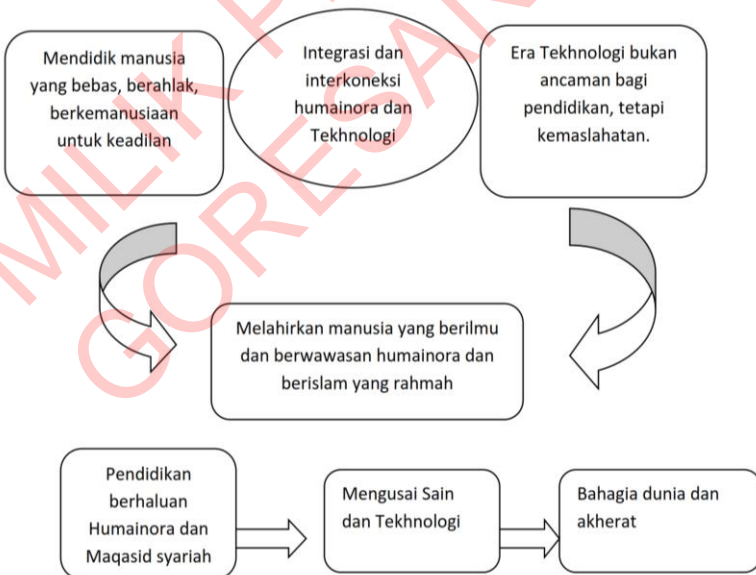 Mendidik manusia
yang bebas, berahlak,
berkemanusiaan
untuk keadilan
Integrasi dan
interkoneksi
humainora dan
Tekhnologi
Era Tekhnologi bukan
ancaman bagi
pendidikan, tetapi
kemaslahatan.
Melahirkan manusia yang berilmu
dan berwawasan humainora dan
berislam yang rahmah
Pendidikan
berhaluan
Humainora dan
Maqasid syariah
Mengusai Sain
dan Tekhnologi
Bahagia dunia dan
akherat
MILIK
GORESAN